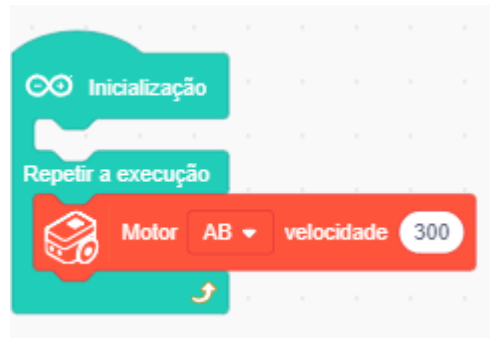 Inicialização
Repetir a execução
Motor AB velocidade 300